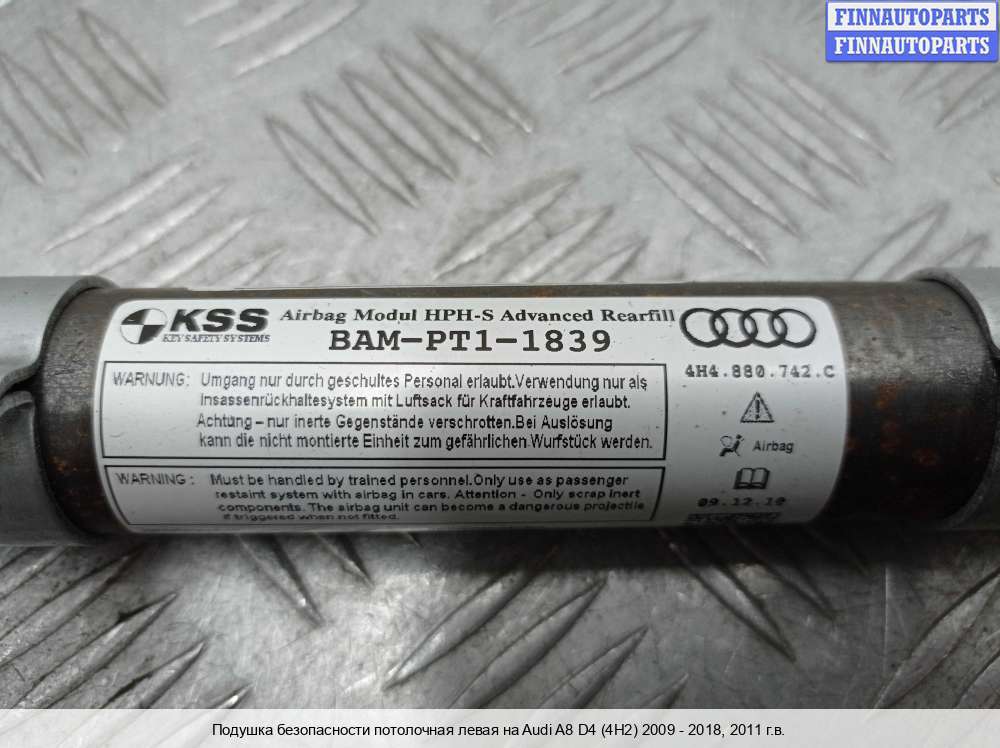 FINNAUTOPARTS
FINNAUTOPARTS
KSS
KEY SAFETY SYSTEMS
Airbag Modul HPH-S Advanced Rearfill
BAM-PT1-1839
4H4.880.742.C
WARNUNG: Umgang nur durch geschultes Personal erlaubt.Verwendung nur als
Insassenrückhaltesystem mit Luftsack für Kraftfahrzeuge erlaubt.
Achtung - nur inerte Gegenstände verschrotten.Bei Auslösung
kann die nicht montierte Einheit zum gefährlichen Wurfstück werden.
Airbag
WARNING : Must be handled by trained personnel.Only use as passenger
restaint system with airbag in cars. Attention - Only scrap inert
components. The airbag unit can become a dangerous projectile
if triggered when not fitted.
09.12.10
Подушка безопасности потолочная левая на Audi A8 D4 (4H2) 2009 - 2018, 2011 г.в.